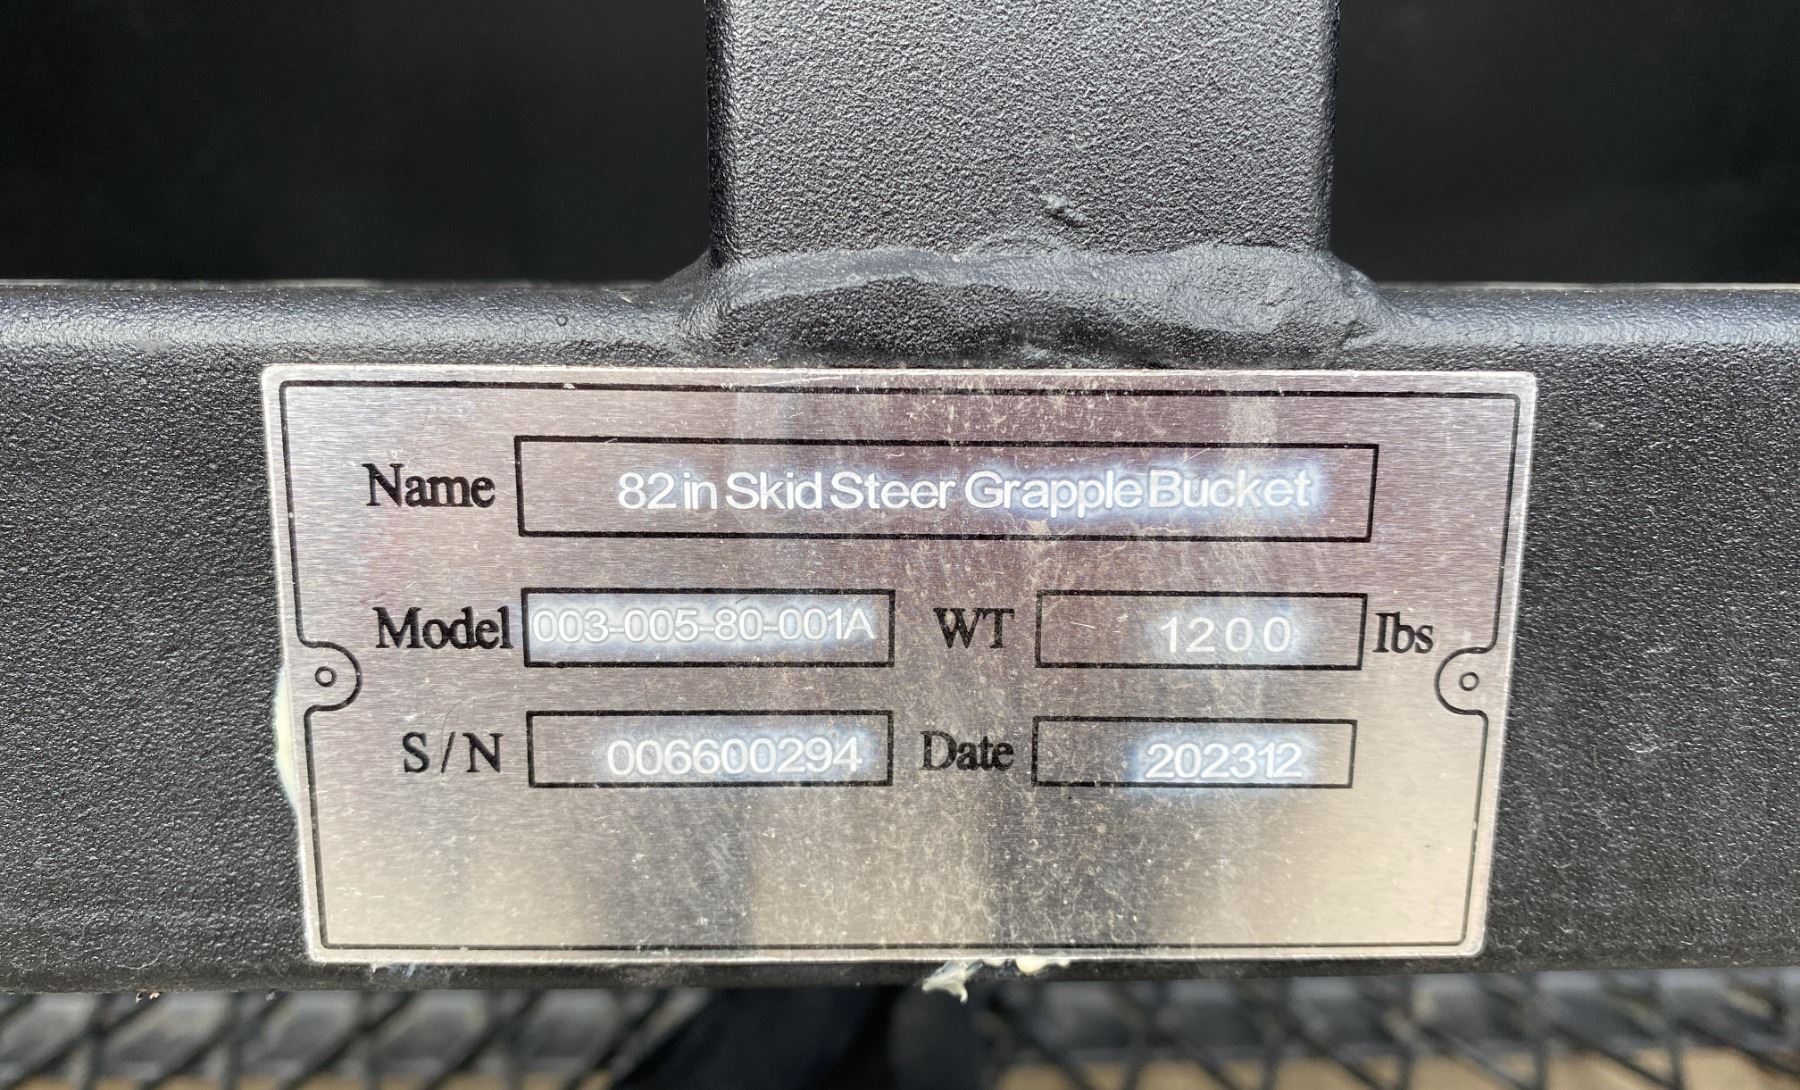 Name 82 in Skid Steer Grapple Bucket
Model 003-005-80-001A WT 1200 lbs
S/N 006600294 Date 202312